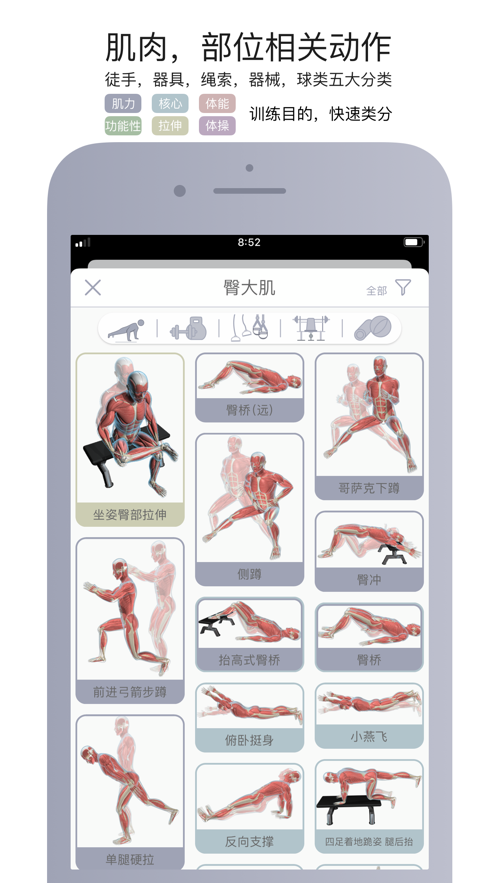 肌肉，部位相关动作
徒手，器具，绳索，器械，球类五大分类
肌力 核心 体能
功能性 拉伸 体操
训练目的，快速类分
8:52
臀大肌
全部
坐姿臀部拉伸
臀桥(远)
哥萨克下蹲
侧蹲
臀冲
前进弓箭步蹲
抬高式臀桥
臀桥
俯卧挺身
小燕飞
单腿硬拉
反向支撑
四足着地跪姿 腿后抬